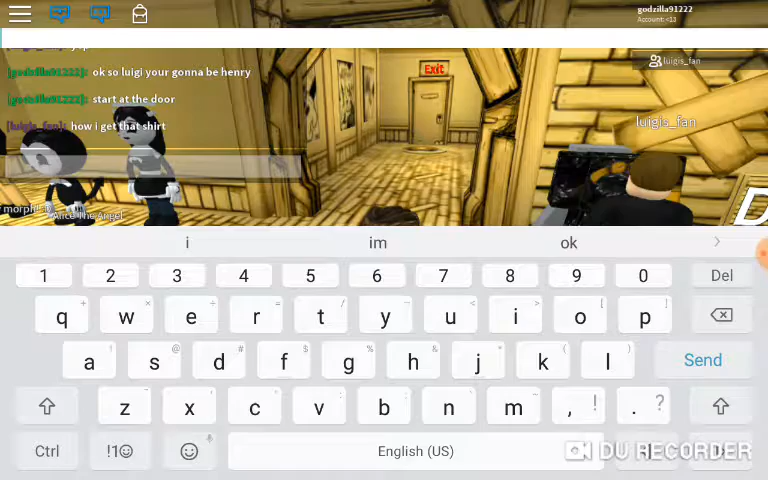 godzilla91222
Account: <13
[godzilla91222]: ok so luigi your gonna be henry
[godzilla91222]: start at the door
[luigis_fan]: how i get that shirt
Exit
luigis_fan
luigis_fan
morph!
Alice The Angel
D
i im ok
1 2 3 4 5 6 7 8 9 0 Del
q w e r t y u i o p
a s d f g h j k l Send
z x c v b n m , ! . ?
Ctrl !1☺ English (US)
DU RECORDER